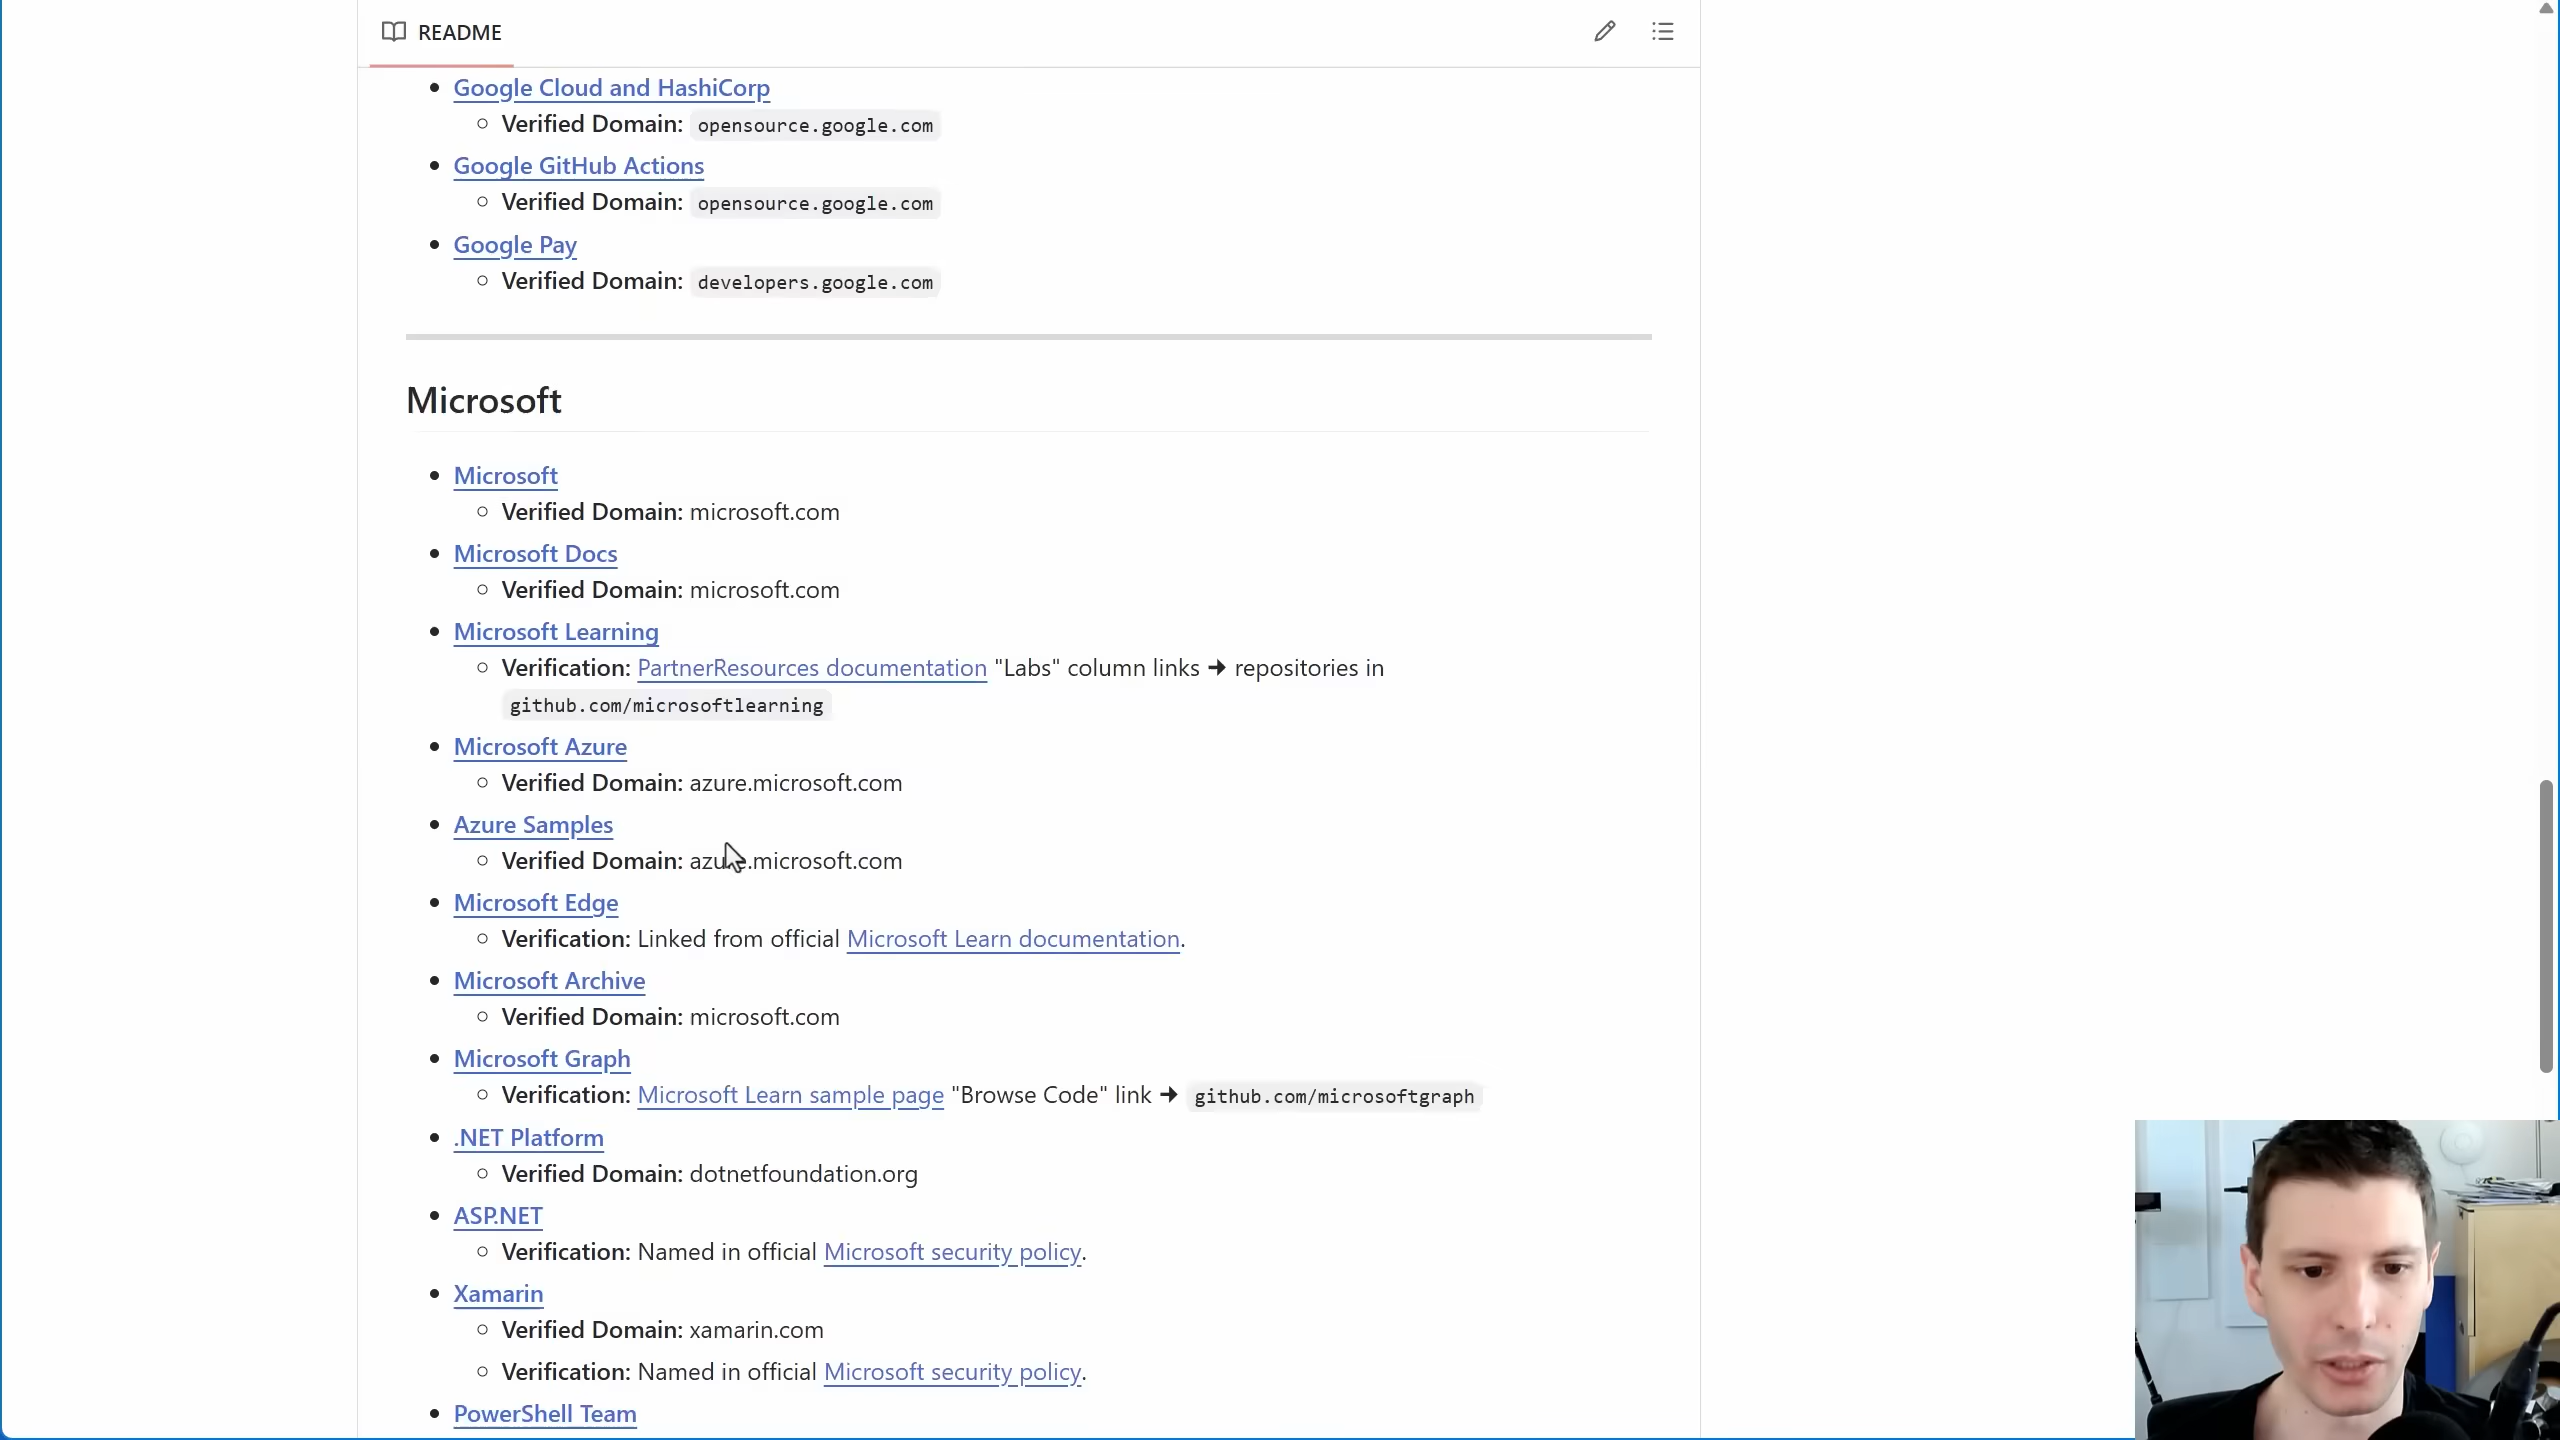 README
Google Cloud and HashiCorp
Verified Domain: opensource.google.com
Google GitHub Actions
Verified Domain: opensource.google.com
Google Pay
Verified Domain: developers.google.com
Microsoft
Microsoft
Verified Domain: microsoft.com
Microsoft Docs
Verified Domain: microsoft.com
Microsoft Learning
Verification: PartnerResources documentation "Labs" column links → repositories in
github.com/microsoftlearning
Microsoft Azure
Verified Domain: azure.microsoft.com
Azure Samples
Verified Domain: azure.microsoft.com
Microsoft Edge
Verification: Linked from official Microsoft Learn documentation.
Microsoft Archive
Verified Domain: microsoft.com
Microsoft Graph
Verification: Microsoft Learn sample page "Browse Code" link → github.com/microsoftgraph
.NET Platform
Verified Domain: dotnetfoundation.org
ASP.NET
Verification: Named in official Microsoft security policy.
Xamarin
Verified Domain: xamarin.com
Verification: Named in official Microsoft security policy.
PowerShell Team